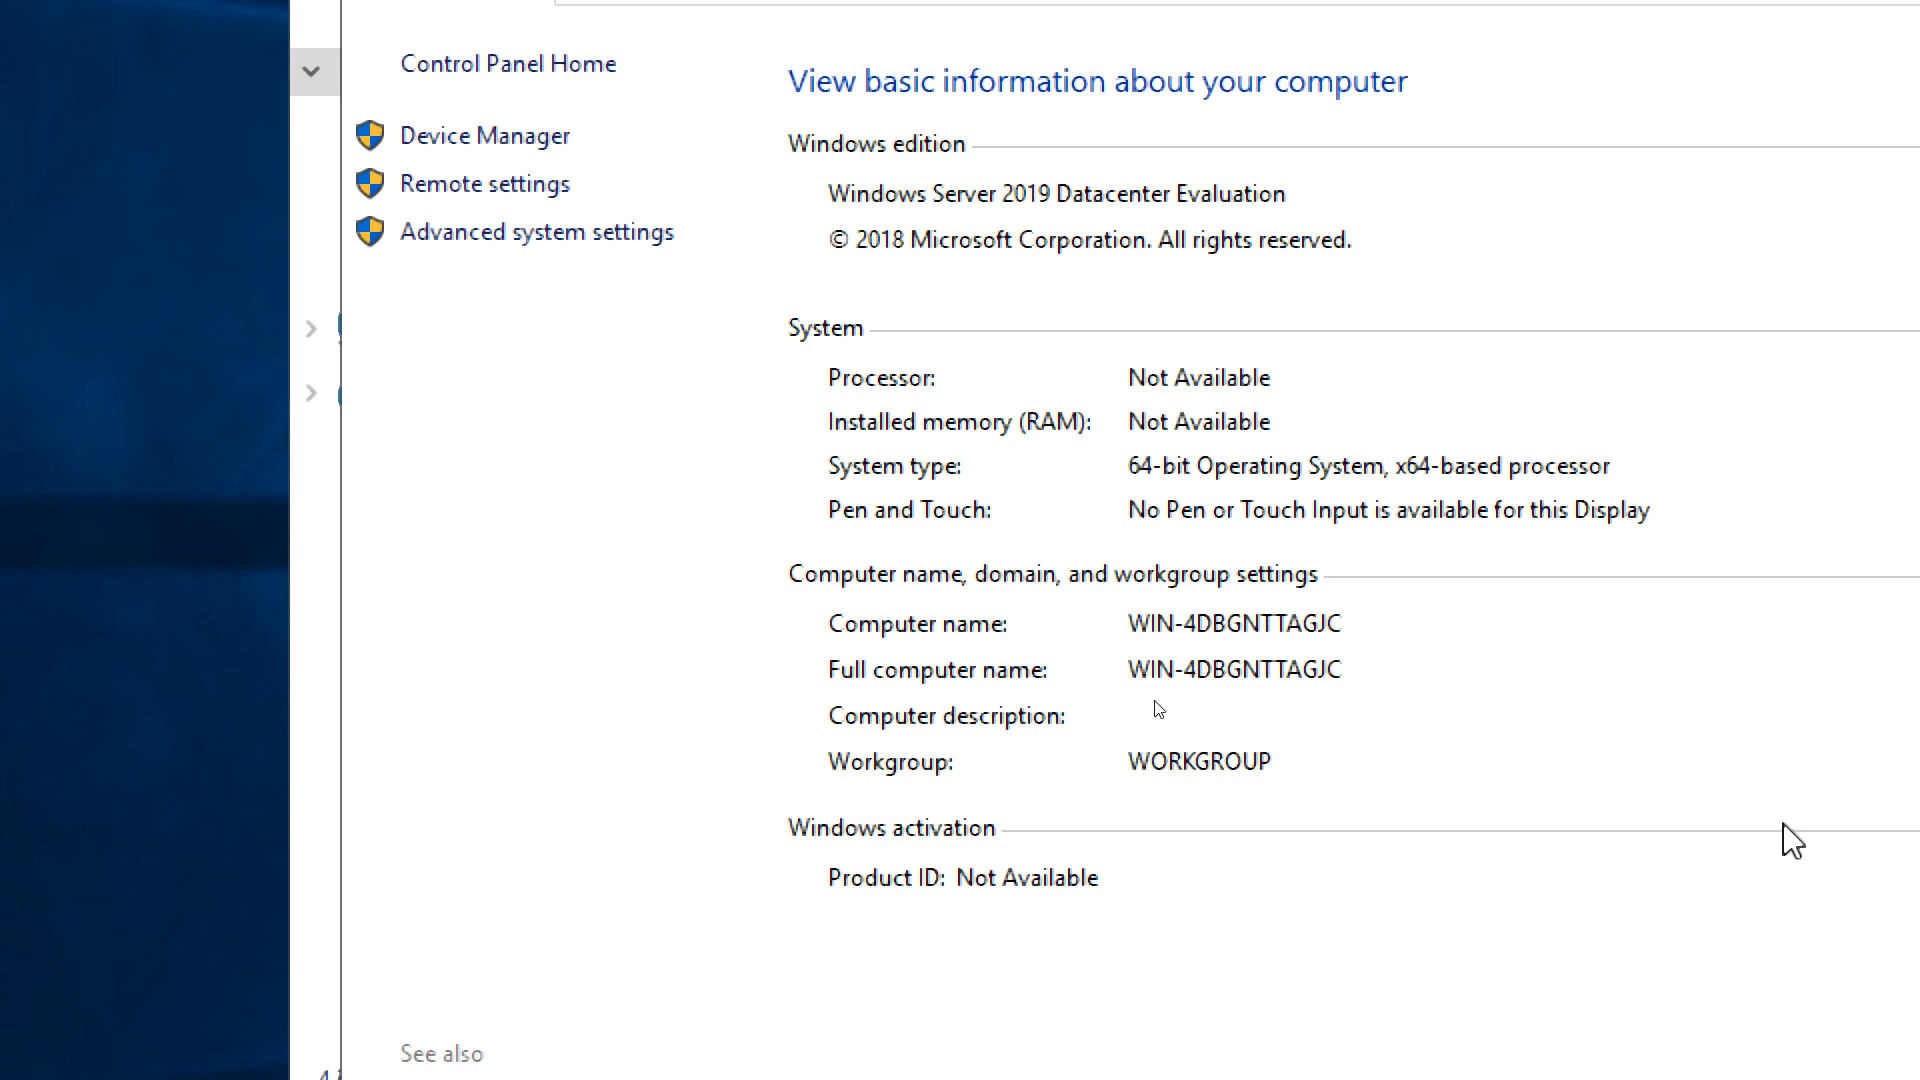 Control Panel Home
Device Manager
Remote settings
Advanced system settings
See also
View basic information about your computer
Windows edition
Windows Server 2019 Datacenter Evaluation
© 2018 Microsoft Corporation. All rights reserved.
System
Processor: Not Available
Installed memory (RAM): Not Available
System type: 64-bit Operating System, x64-based processor
Pen and Touch: No Pen or Touch Input is available for this Display
Computer name, domain, and workgroup settings
Computer name: WIN-4DBGNTTAGJC
Full computer name: WIN-4DBGNTTAGJC
Computer description:
Workgroup: WORKGROUP
Windows activation
Product ID: Not Available